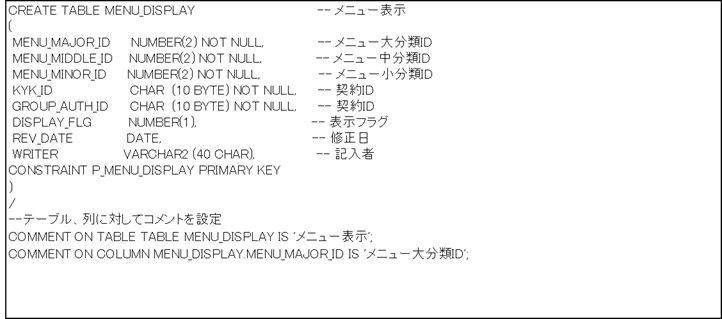 CREATE TABLE MENU_DISPLAY -- メニュー表示
(
MENU_MAJOR_ID NUMBER(2) NOT NULL, -- メニュー大分類ID
MENU_MIDDLE_ID NUMBER(2) NOT NULL, -- メニュー中分類ID
MENU_MINOR_ID NUMBER(2) NOT NULL, -- メニュー小分類ID
KYK_ID CHAR (10 BYTE) NOT NULL, -- 契約ID
GROUP_AUTH_ID CHAR (10 BYTE) NOT NULL, -- 契約ID
DISPLAY_FLG NUMBER(1), -- 表示フラグ
REV_DATE DATE, -- 修正日
WRITER VARCHAR2 (40 CHAR), -- 記入者
CONSTRAINT P_MENU_DISPLAY PRIMARY KEY
)
/
--テーブル、列に対してコメントを設定
COMMENT ON TABLE TABLE MENU_DISPLAY IS 'メニュー表示';
COMMENT ON COLUMN MENU_DISPLAY.MENU_MAJOR_ID IS 'メニュー大分類ID';